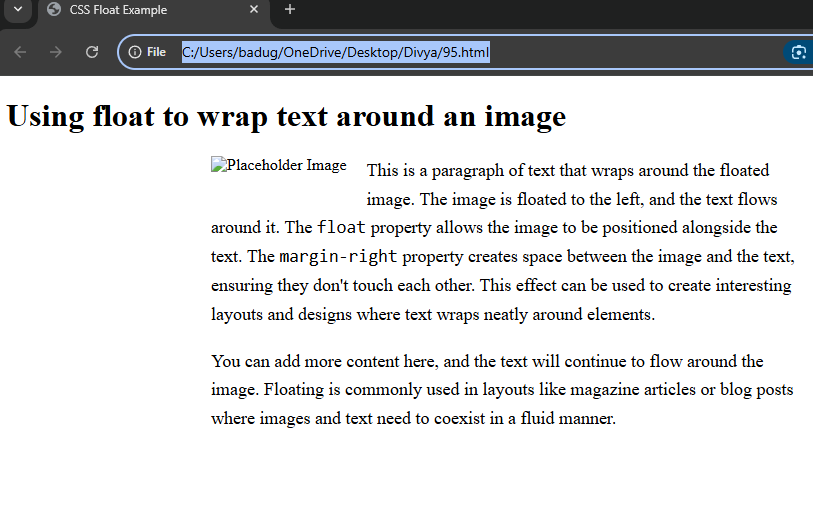 CSS Float Example
File
C:/Users/badug/OneDrive/Desktop/Divya/95.html
Using float to wrap text around an image
Placeholder Image
This is a paragraph of text that wraps around the floated
image. The image is floated to the left, and the text flows
around it. The float property allows the image to be positioned alongside the
text. The margin-right property creates space between the image and the text,
ensuring they don't touch each other. This effect can be used to create interesting
layouts and designs where text wraps neatly around elements.
You can add more content here, and the text will continue to flow around the
image. Floating is commonly used in layouts like magazine articles or blog posts
where images and text need to coexist in a fluid manner.